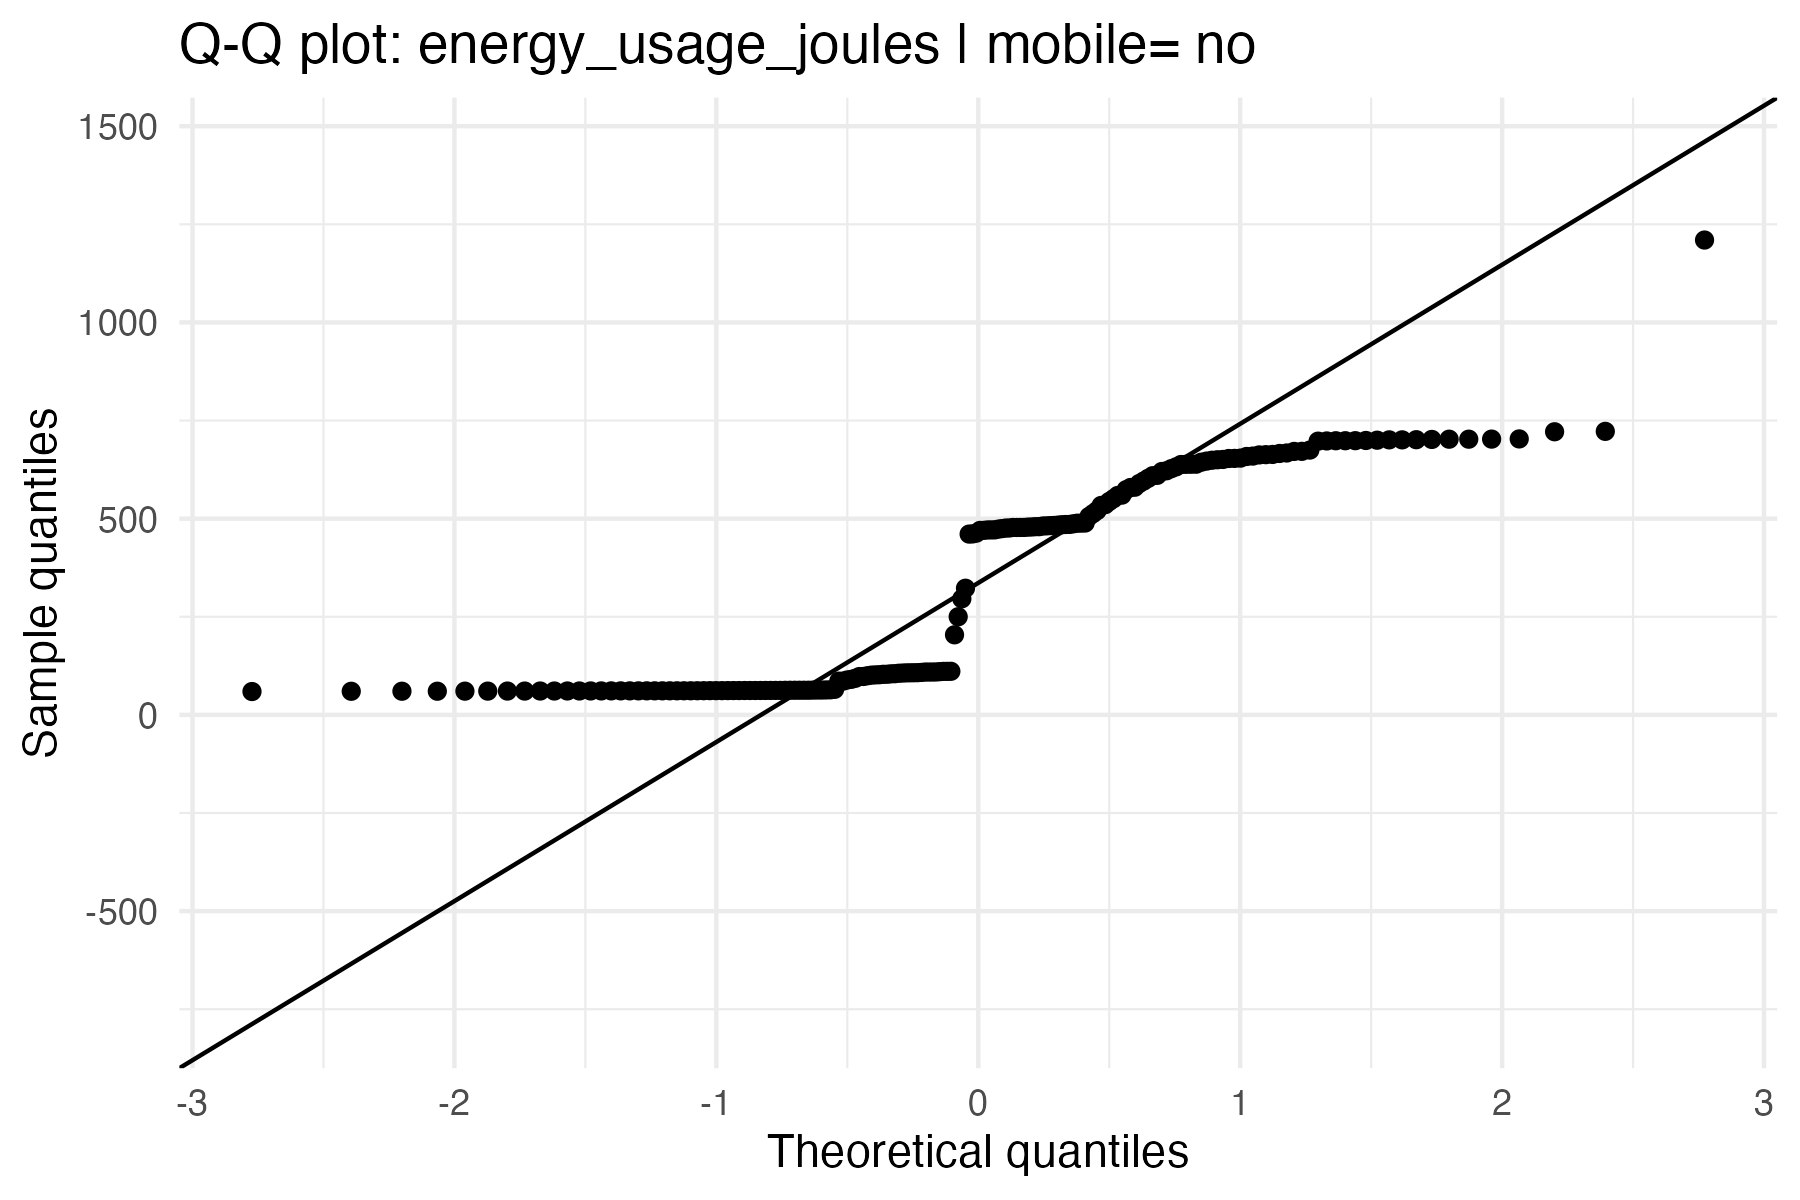 Q-Q plot: energy_usage_joules | mobile= no
1500
1000
500
0
-500
Sample quantiles
-3 -2 -1 0 1 2 3
Theoretical quantiles